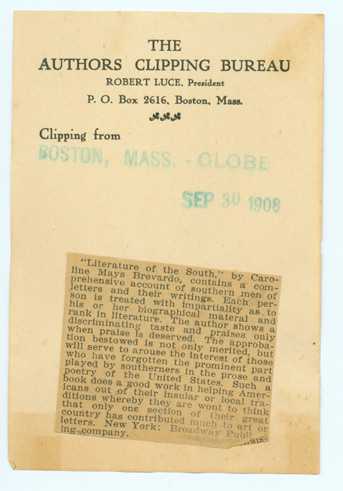 THE
AUTHORS CLIPPING BUREAU
ROBERT LUCE, President
P. O. Box 2616, Boston, Mass.
Clipping from
BOSTON, MASS. - GLOBE
SEP 30 1908
"Literature of the South," by Caro-
line Mays Brevardo, contains a com-
prehensive account of southern men of
letters and their writings. Each per-
son is treated with impartiality as to
his or her biographical materal and
rank in literature. The author shows a
discriminating taste and praises only
when praise is deserved. The approba-
tion bestowed is not only merited, but
will serve to arouse the interest of those
who have forgotten the prominent part
played by southerners in the prose and
poetry of the United States. Such a
book does a good work in helping Amer-
icans out of their insular or local tra-
ditions whereby they are wont to think
that only one section of their great
country has contributed much to art or
letters. New York: Broadway Publ
ing company.